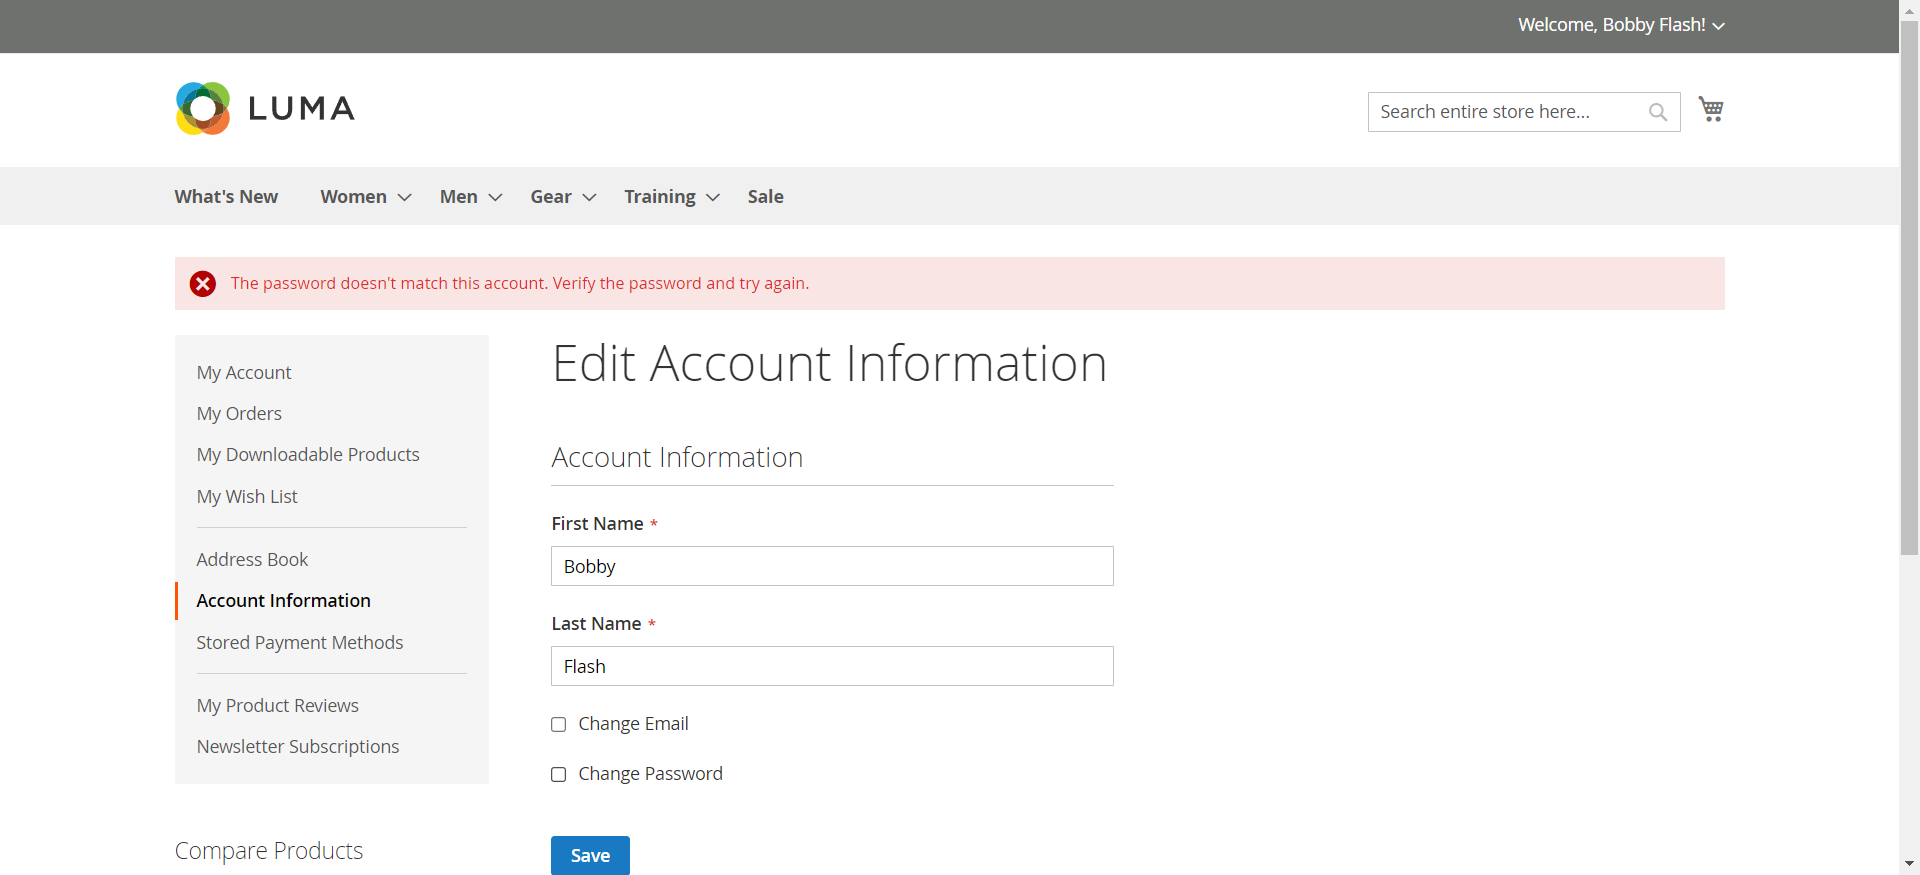 Welcome, Bobby Flash!
LUMA
Search entire store here...
What's New Women Men Gear Training Sale
The password doesn't match this account. Verify the password and try again.
My Account
My Orders
My Downloadable Products
My Wish List
Address Book
Account Information
Stored Payment Methods
My Product Reviews
Newsletter Subscriptions
Compare Products
Edit Account Information
Account Information
First Name *
Bobby
Last Name *
Flash
Change Email
Change Password
Save